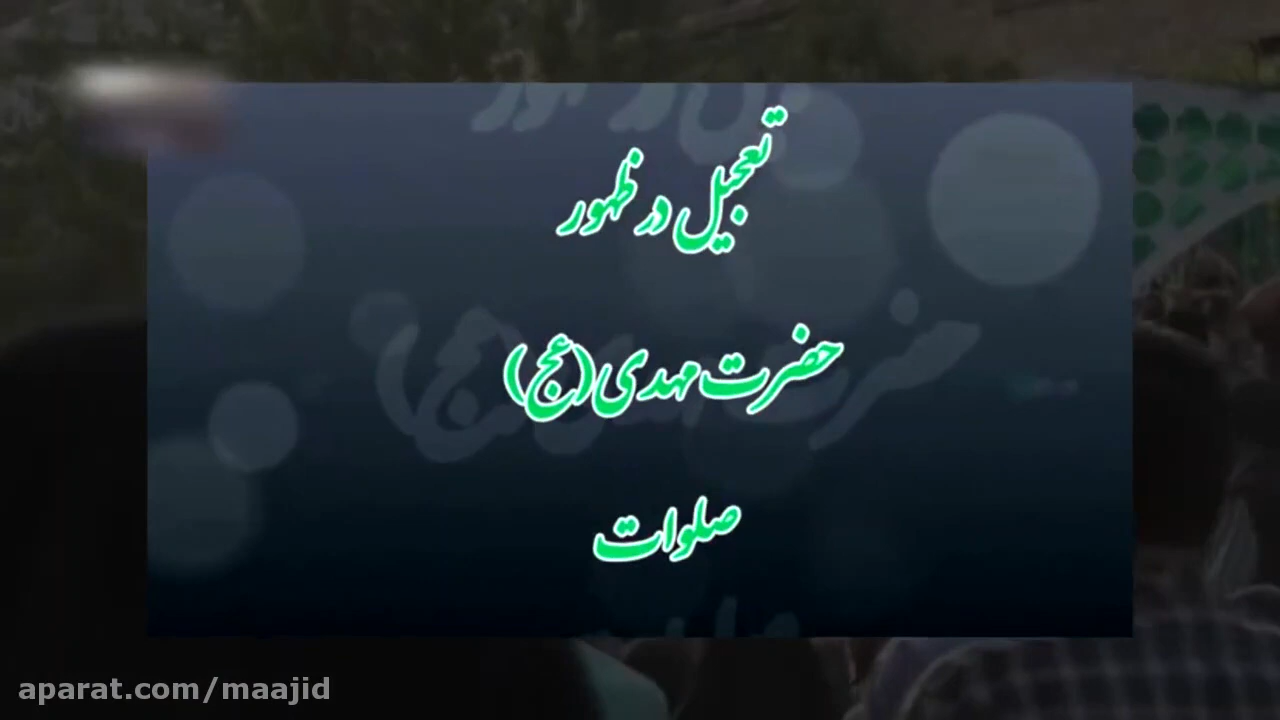 تعجیل در ظهور
حضرت مهدی (عج)
صلوات
aparat.com/maajid